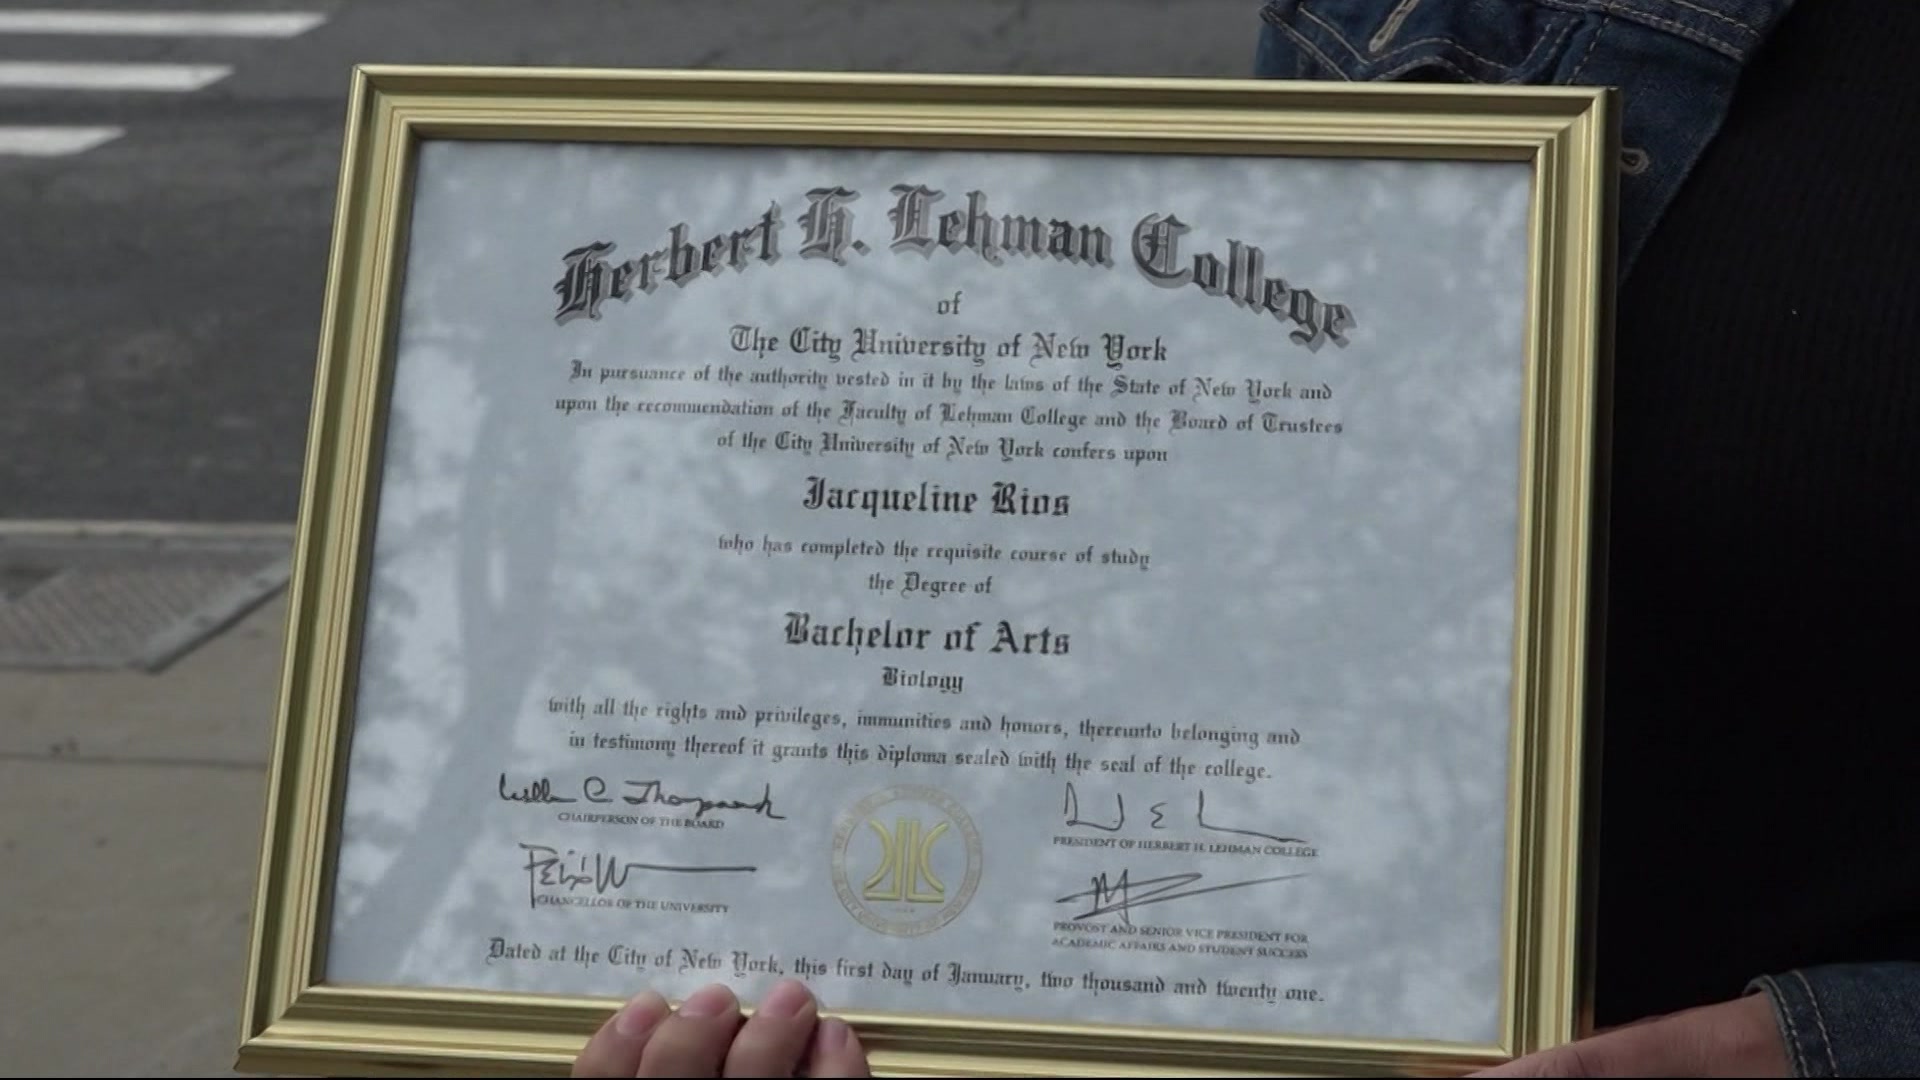 Herbert H. Lehman College
of
The City University of New York
In pursuance of the authority vested in it by the laws of the State of New York and
upon the recommendation of the Faculty of Lehman College and the Board of Trustees
of the City University of New York confers upon
Jacqueline Rios
who has completed the requisite course of study
the Degree of
Bachelor of Arts
Biology
with all the rights and privileges, immunities and honors, thereunto belonging and
in testimony thereof it grants this diploma sealed with the seal of the college.
CHAIRPERSON OF THE BOARD
PRESIDENT OF HERBERT H. LEHMAN COLLEGE
CHANCELLOR OF THE UNIVERSITY
PROVOST AND SENIOR VICE PRESIDENT FOR
ACADEMIC AFFAIRS AND STUDENT SUCCESS
Dated at the City of New York, this first day of January, two thousand and twenty one.